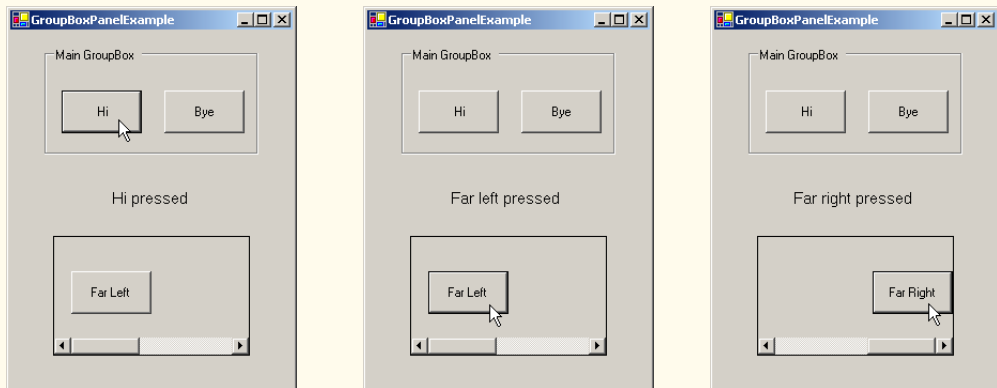 GroupBoxPanelExample
Main GroupBox
Hi
Bye
Hi pressed
Far Left
GroupBoxPanelExample
Main GroupBox
Hi
Bye
Far left pressed
Far Left
GroupBoxPanelExample
Main GroupBox
Hi
Bye
Far right pressed
Far Right